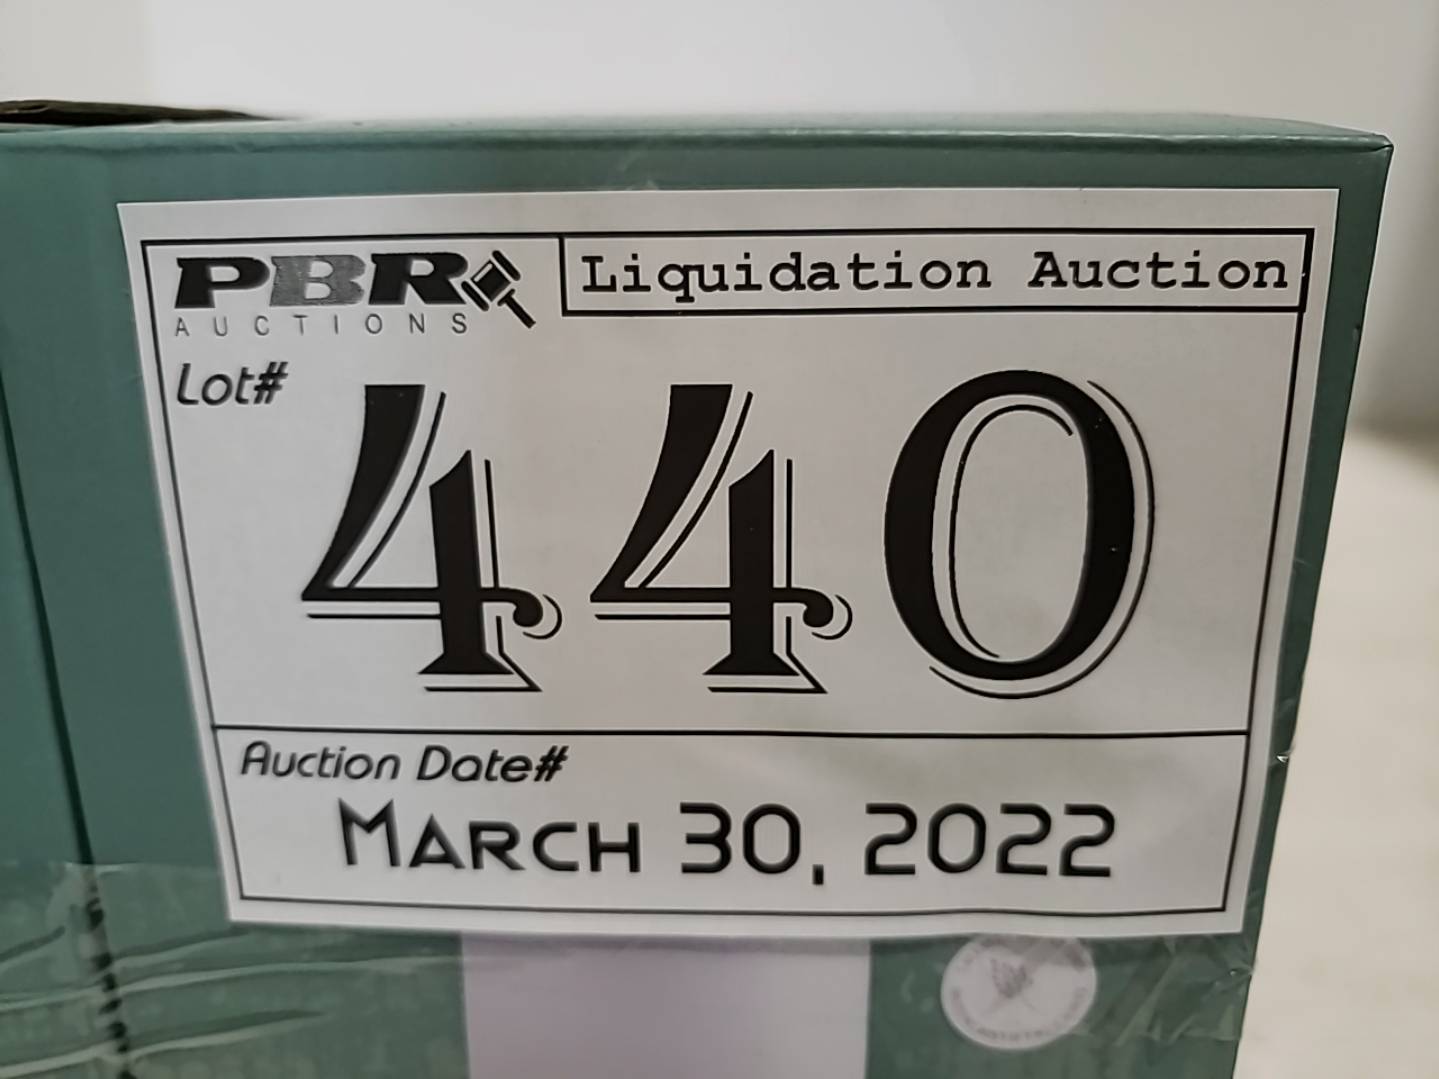 PBR
AUCTIONS
Liquidation Auction
Lot#
440
Auction Date#
March 30, 2022